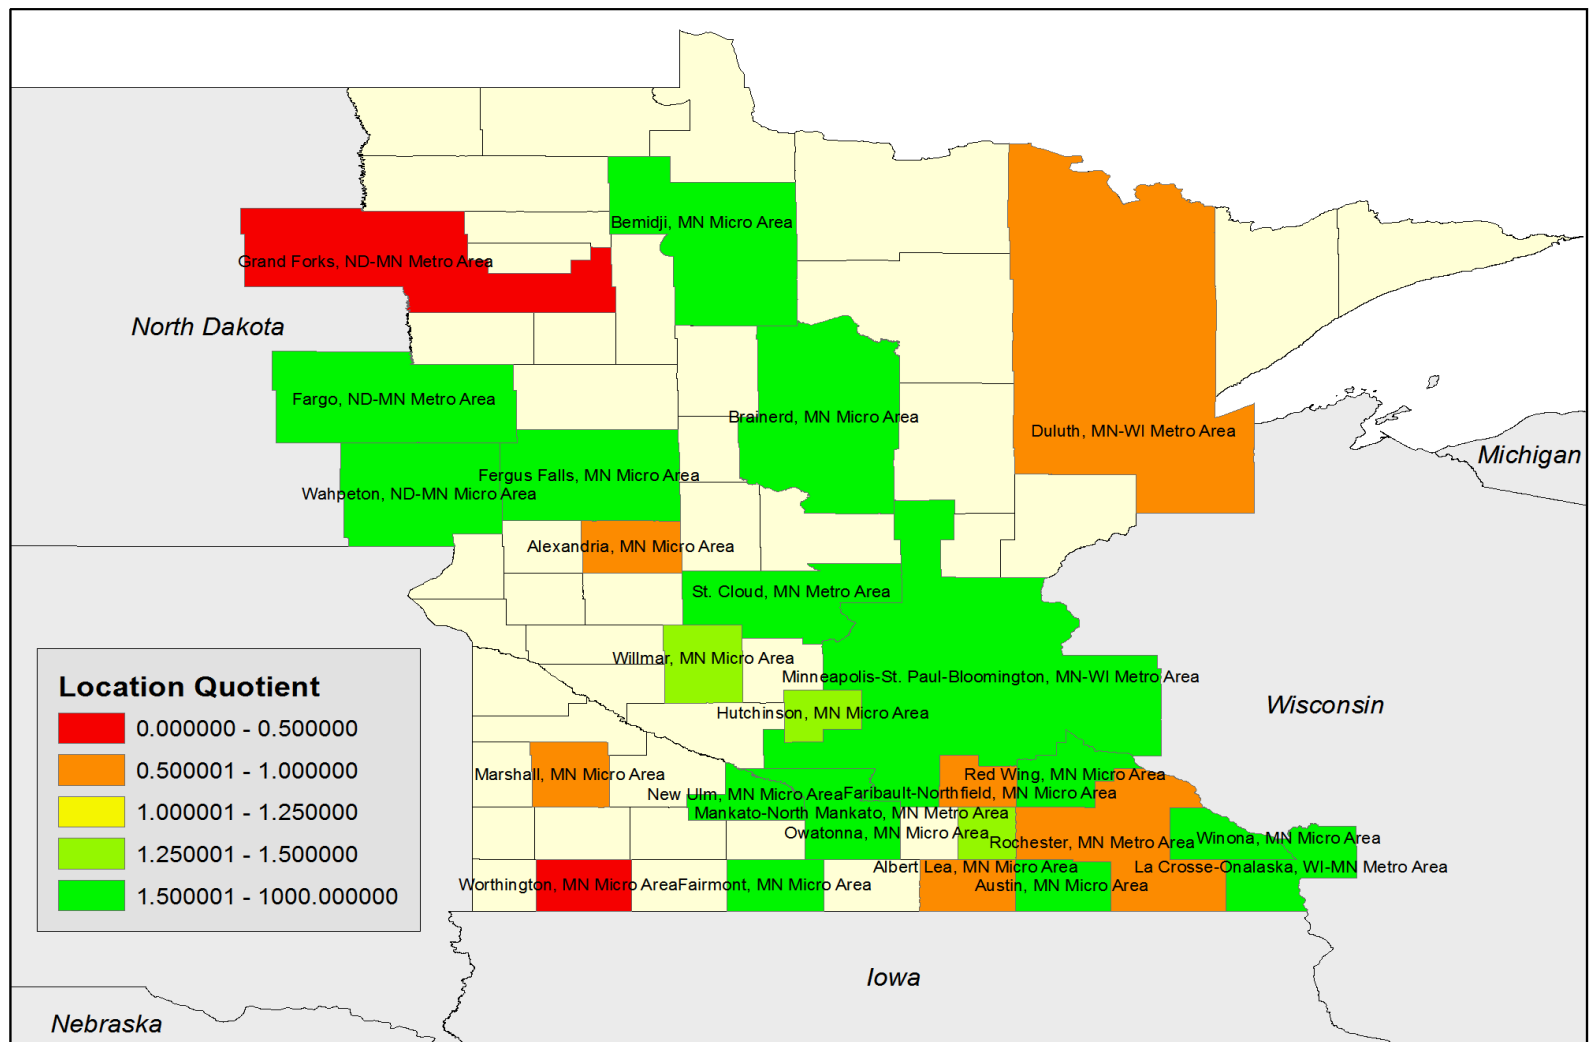 Bemidji, MN Micro Area
Grand Forks, ND-MN Metro Area
North Dakota
Fargo, ND-MN Metro Area
Brainerd, MN Micro Area
Duluth, MN-WI Metro Area
Michigan
Fergus Falls, MN Micro Area
Wahpeton, ND-MN Micro Area
Alexandria, MN Micro Area
St. Cloud, MN Metro Area
Willmar, MN Micro Area
Minneapolis-St. Paul-Bloomington, MN-WI Metro Area
Hutchinson, MN Micro Area
Wisconsin
Location Quotient
0.000000 - 0.500000
0.500001 - 1.000000
1.000001 - 1.250000
1.250001 - 1.500000
1.500001 - 1000.000000
Marshall, MN Micro Area
Red Wing, MN Micro Area
New Ulm, MN Micro Area
Faribault-Northfield, MN Micro Area
Mankato-North Mankato, MN Metro Area
Owatonna, MN Micro Area
Rochester, MN Metro Area
Winona, MN Micro Area
Albert Lea, MN Micro Area
La Crosse-Onalaska, WI-MN Metro Area
Worthington, MN Micro Area
Fairmont, MN Micro Area
Austin, MN Micro Area
Iowa
Nebraska